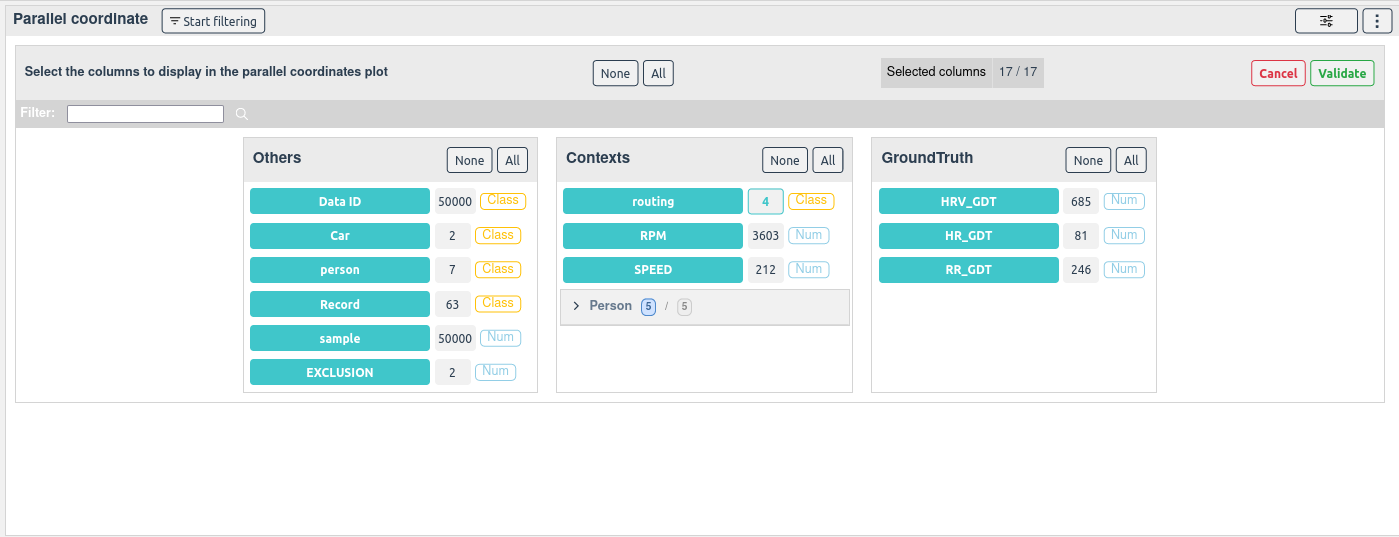 Parallel coordinate Start filtering
Select the columns to display in the parallel coordinates plot None All Selected columns 17 / 17 Cancel Validate
Filter:
Others None All
Data ID 50000 Class
Car 2 Class
person 7 Class
Record 63 Class
sample 50000 Num
EXCLUSION 2 Num
Contexts None All
routing 4 Class
RPM 3603 Num
SPEED 212 Num
Person 5 / 5
GroundTruth None All
HRV_GDT 685 Num
HR_GDT 81 Num
RR_GDT 246 Num